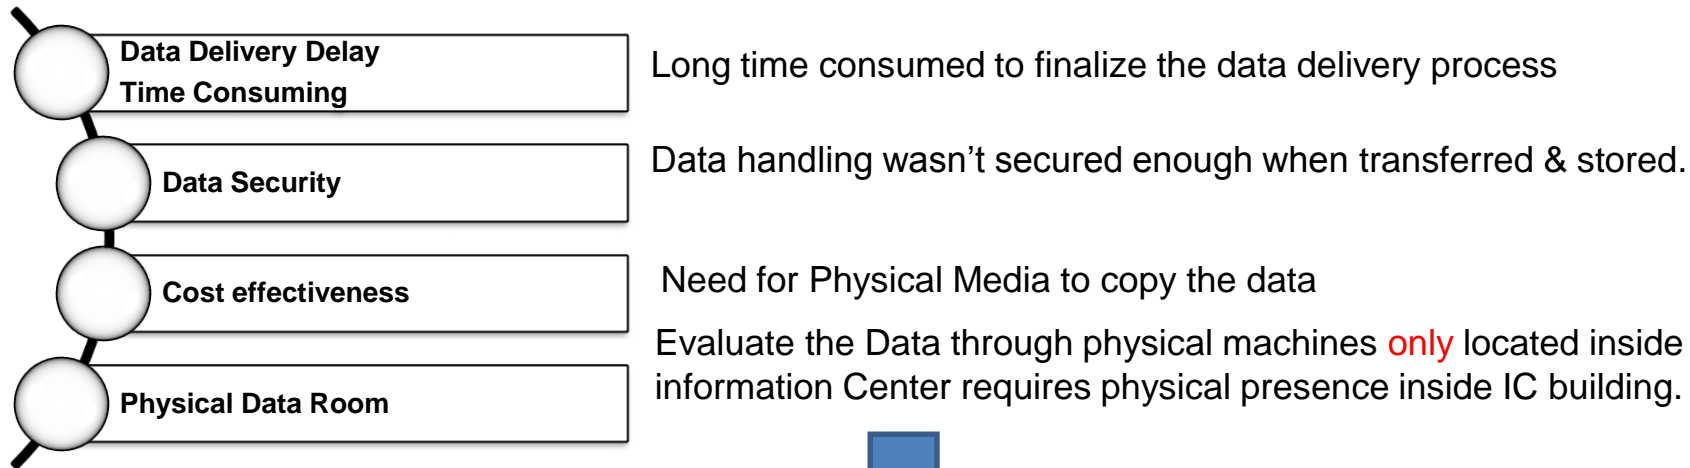 Data Delivery Delay
Time Consuming
Long time consumed to finalize the data delivery process
Data Security
Data handling wasn’t secured enough when transferred & stored.
Cost effectiveness
Need for Physical Media to copy the data
Physical Data Room
Evaluate the Data through physical machines only located inside
information Center requires physical presence inside IC building.